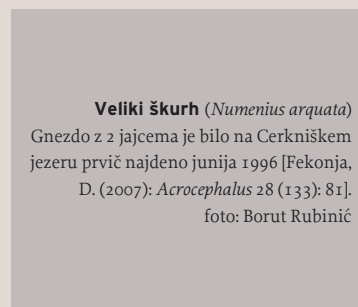 Veliki škurh (Numenius arquata)
Gnezdo z 2 jajcema je bilo na Cerkniškem
jezeru prvič najdeno junija 1996 [Fekonja,
D. (2007): Acrocephalus 28 (133): 81].
foto: Borut Rubinić